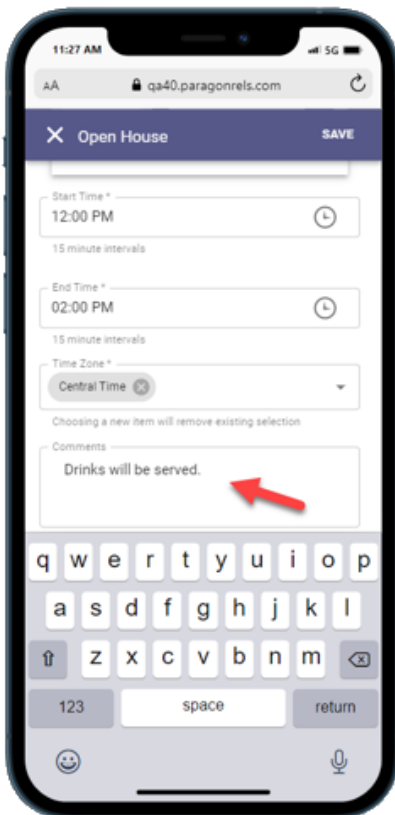 11:27 AM 5G
AA qa40.paragonrels.com
Open House SAVE
Start Time *
12:00 PM
15 minute intervals
End Time *
02:00 PM
15 minute intervals
Time Zone *
Central Time
Choosing a new item will remove existing selection
Comments
Drinks will be served.
q w e r t y u i o p
a s d f g h j k l
z x c v b n m
123 space return